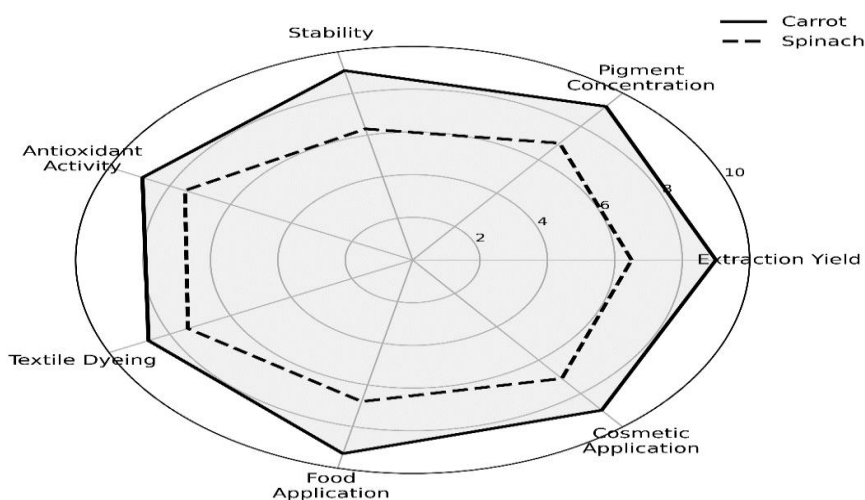 Carrot
Spinach
Stability
Pigment
Concentration
Antioxidant
Activity
10
8
6
4
2
Extraction Yield
Textile Dyeing
Cosmetic
Application
Food
Application